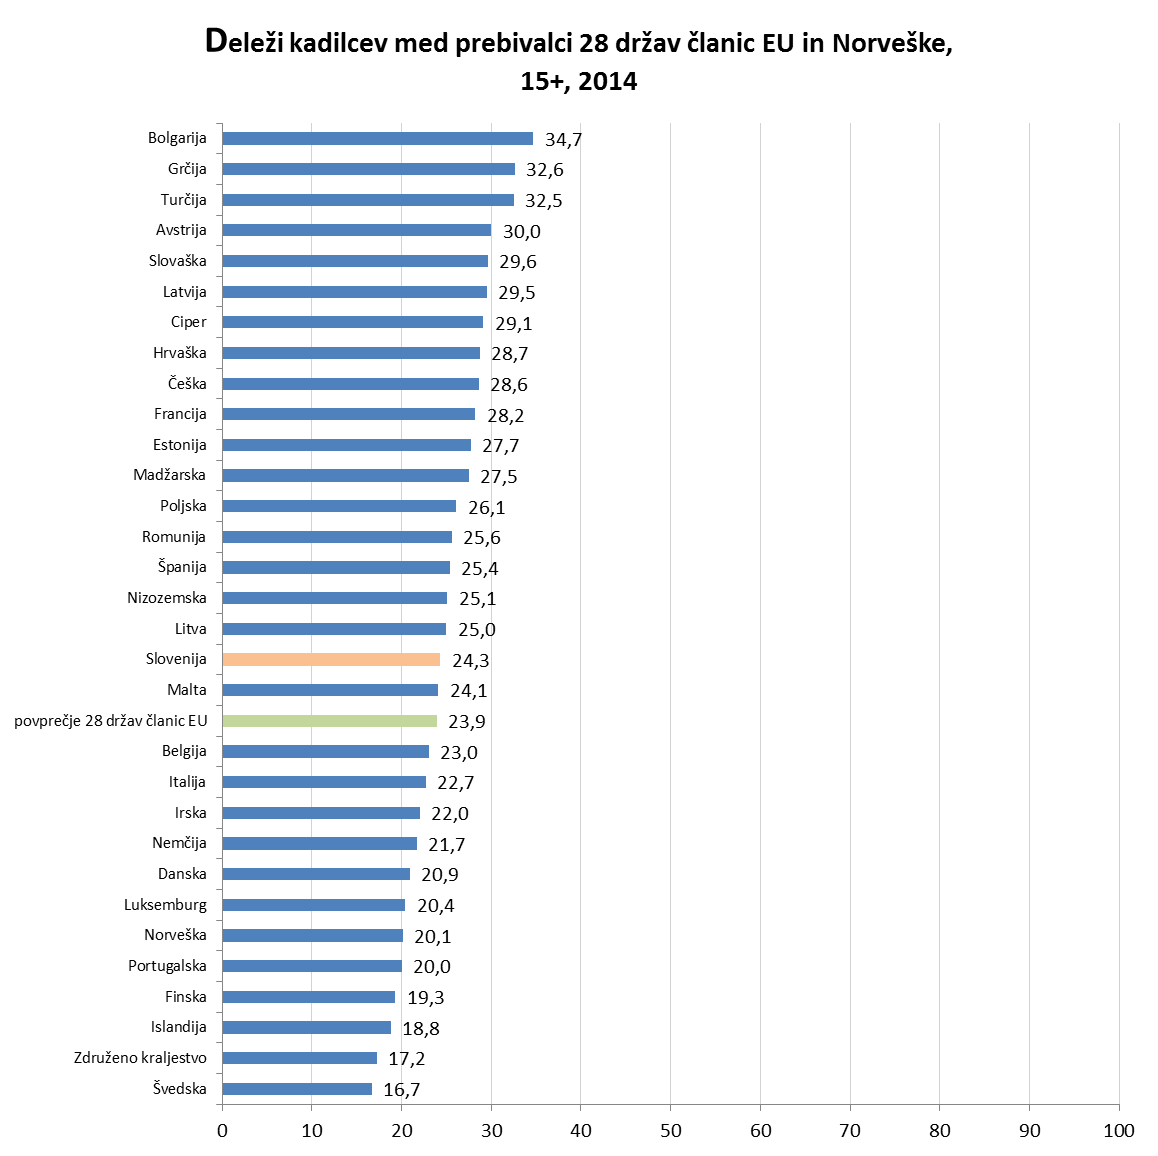 Deleži kadilcev med prebivalci 28 držav članic EU in Norveške,
15+, 2014
Bolgarija 34,7
Grčija 32,6
Turčija 32,5
Avstrija 30,0
Slovaška 29,6
Latvija 29,5
Ciper 29,1
Hrvaška 28,7
Češka 28,6
Francija 28,2
Estonija 27,7
Madžarska 27,5
Poljska 26,1
Romunija 25,6
Španija 25,4
Nizozemska 25,1
Litva 25,0
Slovenija 24,3
Malta 24,1
povprečje 28 držav članic EU 23,9
Belgija 23,0
Italija 22,7
Irska 22,0
Nemčija 21,7
Danska 20,9
Luksemburg 20,4
Norveška 20,1
Portugalska 20,0
Finska 19,3
Islandija 18,8
Združeno kraljestvo 17,2
Švedska 16,7
0 10 20 30 40 50 60 70 80 90 100